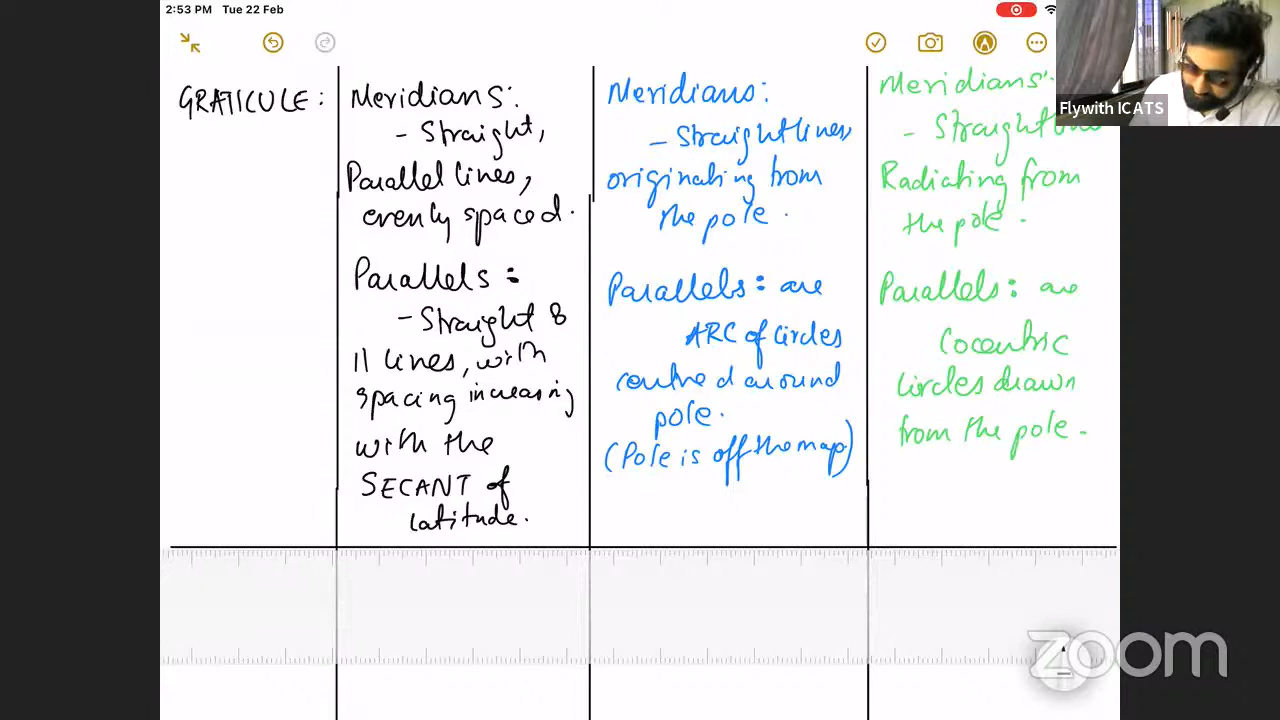 2:53 PM Tue 22 Feb
Flywith ICATS
GRATICULE :
Meridians:
- Straight,
Parallel lines,
evenly spaced.
Parallels :
- Straight &
11 lines, with
spacing increasing
with the
SECANT of
latitude.
Meridians:
- Straight lines,
originating from
the pole.
Parallels: are
ARC of circles
centred around
pole.
(Pole is off the map)
Meridians:
- Straight
Radiating from
the pole.
Parallels: are
Cocentric
circles drawn
from the pole.
zoom